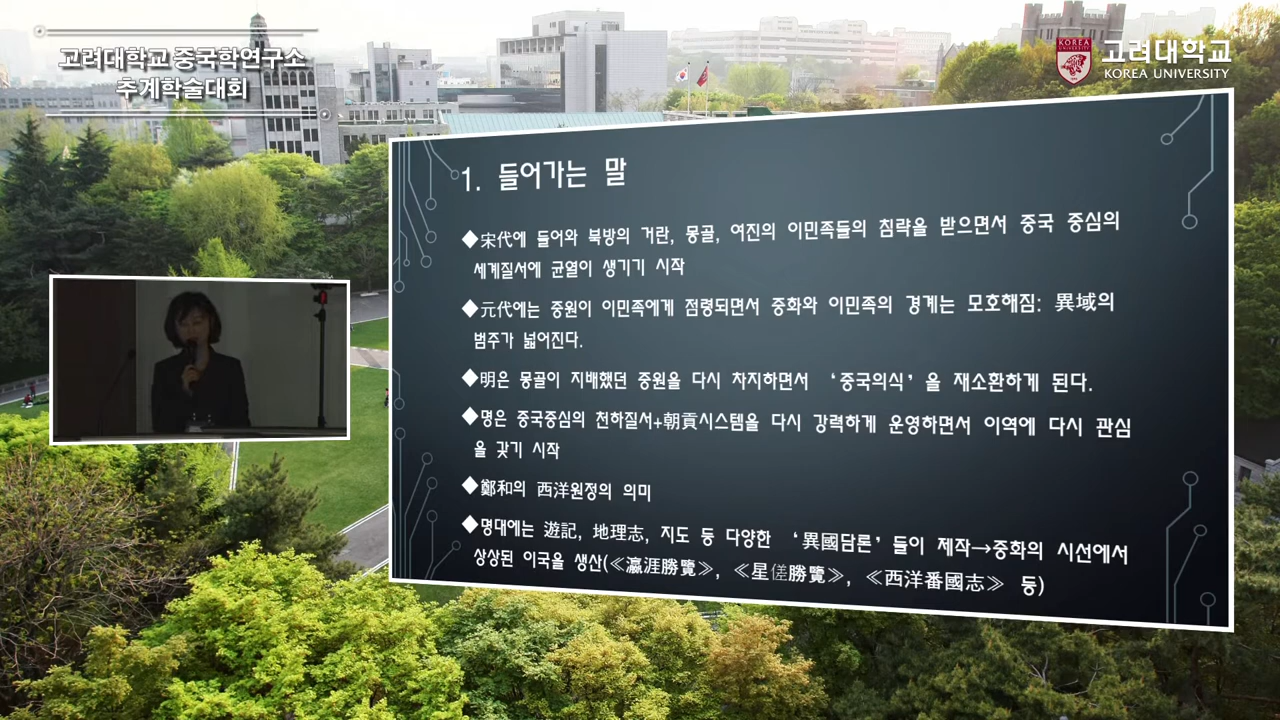 고려대학교 중국학연구소
추계학술대회
KOREA UNIVERSITY
고려대학교
KOREA UNIVERSITY
1. 들어가는 말
◆宋代에 들어와 북방의 거란, 몽골, 여진의 이민족들의 침략을 받으면서 중국 중심의
세계질서에 균열이 생기기 시작
◆元代에는 중원이 이민족에게 점령되면서 중화와 이민족의 경계는 모호해짐: 異域의
범주가 넓어진다.
◆明은 몽골이 지배했던 중원을 다시 차지하면서 ‘중국의식’을 재소환하게 된다.
◆명은 중국중심의 천하질서+朝貢시스템을 다시 강력하게 운영하면서 이역에 다시 관심
을 갖기 시작
◆鄭和의 西洋원정의 의미
◆명대에는 遊記, 地理志, 지도 등 다양한 ‘異國담론’들이 제작→중화의 시선에서
상상된 이국을 생산(≪瀛涯勝覽≫, ≪星傞勝覽≫, ≪西洋番國志≫ 등)